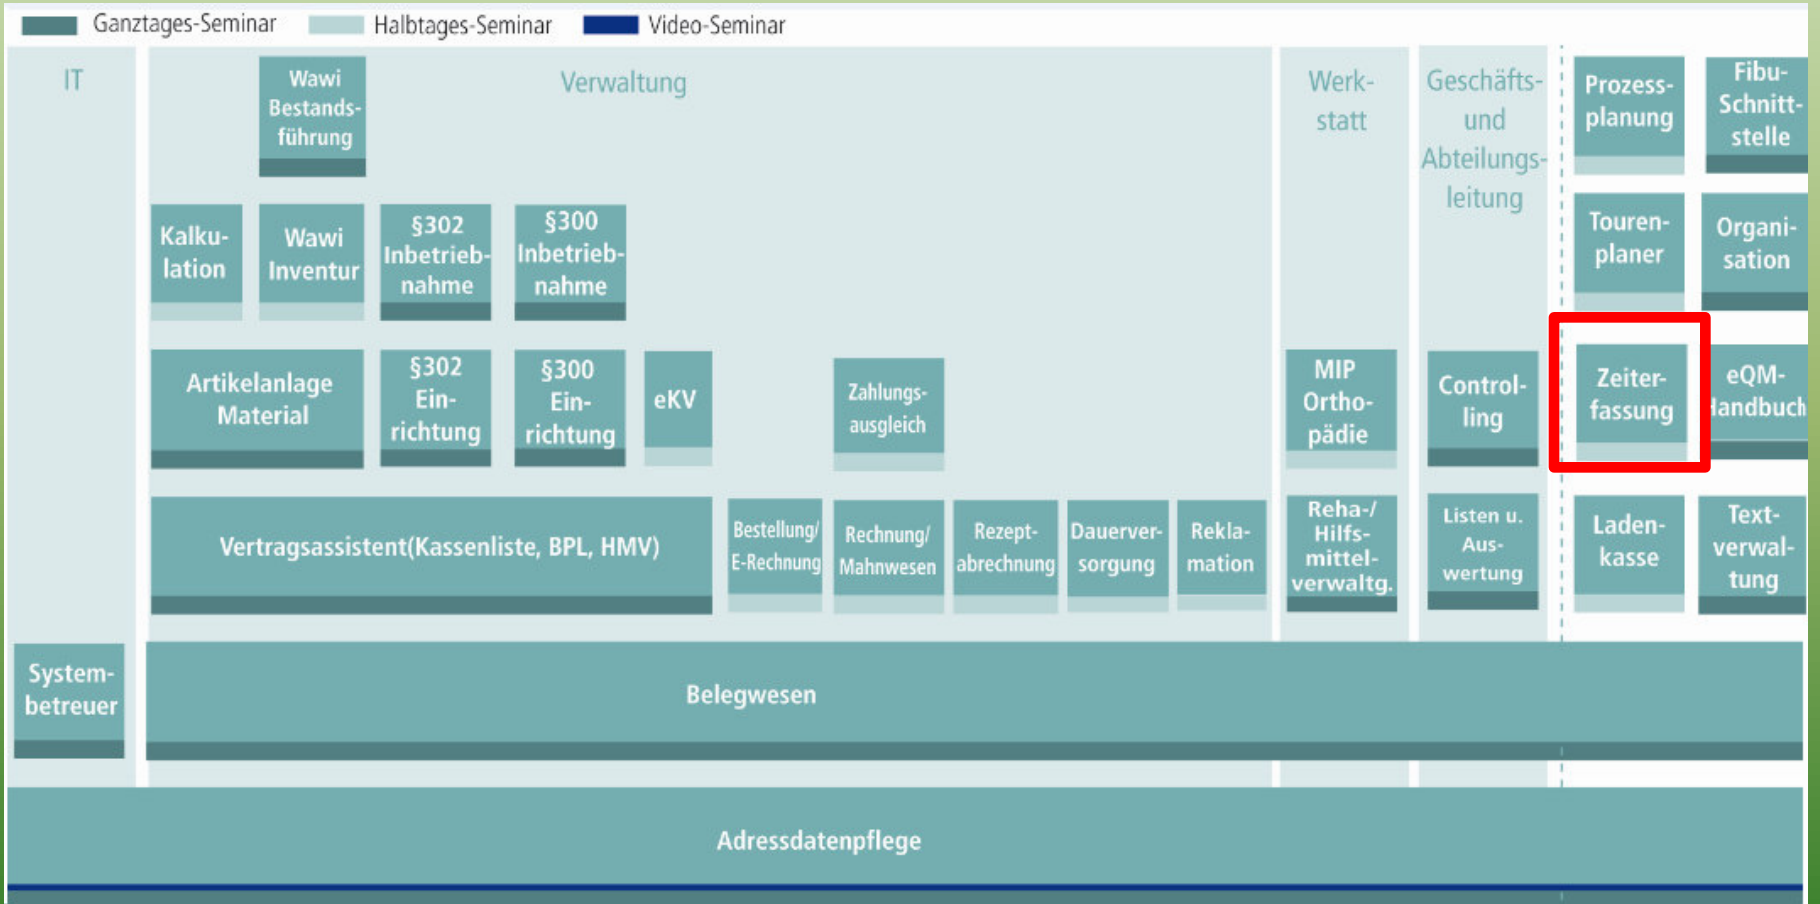 Ganztages-Seminar
Halbtages-Seminar
Video-Seminar
IT
Verwaltung
Werk-
statt
Geschäfts-
und
Abteilungs-
leitung
Wawi
Bestands-
führung
Prozess-
planung
Fibu-
Schnitt-
stelle
Kalku-
lation
Wawi
Inventur
§302
Inbetrieb-
nahme
§300
Inbetrieb-
nahme
Touren-
planer
Organi-
sation
Artikelanlage
Material
§302
Ein-
richtung
§300
Ein-
richtung
eKV
Zahlungs-
ausgleich
MIP
Ortho-
pädie
Control-
ling
Zeiter-
fassung
eQM-
Handbuch
Vertragsassistent(Kassenliste, BPL, HMV)
Bestellung/
E-Rechnung
Rechnung/
Mahnwesen
Rezept-
abrechnung
Dauerver-
sorgung
Rekla-
mation
Reha-/
Hilfs-
mittel-
verwaltg.
Listen u.
Aus-
wertung
Laden-
kasse
Text-
verwal-
tung
System-
betreuer
Belegwesen
Adressdatenpflege